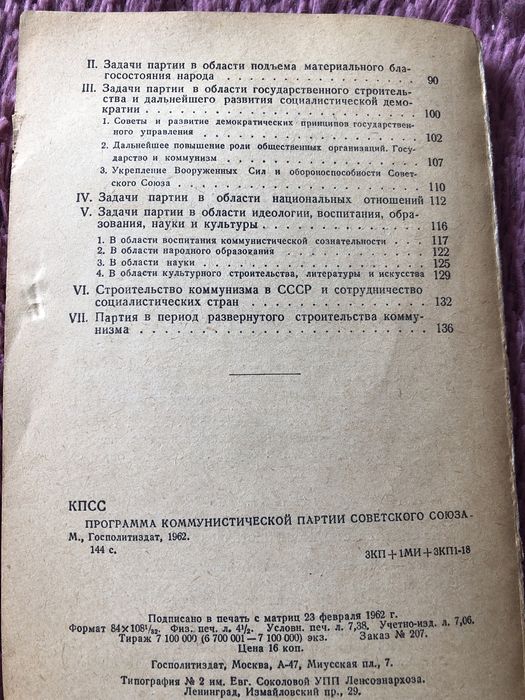 II. Задачи партии в области подъема материального бла-
госостояния народа . . . . . . . . . . . . . . . . 90
III. Задачи партии в области государственного строитель-
ства и дальнейшего развития социалистической демо-
кратии . . . . . . . . . . . . . . . . . . . . . . 100
1. Советы и развитие демократических принципов государствен-
ного управления . . . . . . . . . . . . . . . . . . 102
2. Дальнейшее повышение роли общественных организаций. Госу-
дарство и коммунизм . . . . . . . . . . . . . . . . 107
3. Укрепление Вооруженных Сил и обороноспособности Совет-
ского Союза . . . . . . . . . . . . . . . . . . . . 110
IV. Задачи партии в области национальных отношений 112
V. Задачи партии в области идеологии, воспитания, обра-
зования, науки и культуры . . . . . . . . . . . . . 116
1. В области воспитания коммунистической сознательности . . . 117
2. В области народного образования . . . . . . . . . . 122
3. В области науки . . . . . . . . . . . . . . . . . . 125
4. В области культурного строительства, литературы и искусства 129
VI. Строительство коммунизма в СССР и сотрудничество
социалистических стран . . . . . . . . . . . . . . 132
VII. Партия в период развернутого строительства комму-
низма . . . . . . . . . . . . . . . . . . . . . . . 136
КПСС
ПРОГРАММА КОММУНИСТИЧЕСКОЙ ПАРТИИ СОВЕТСКОГО СОЮЗА.
М., Госполитиздат, 1962.
144 с. 3КП+1МИ+3КП1-18
Подписано в печать с матриц 23 февраля 1962 г.
Формат 84×108¹/₃₂. Физ. печ. л. 4¹/₂. Условн. печ. л. 7,38. Учетно-изд. л. 7,06.
Тираж 7 100 000 (6 700 001—7 100 000) экз. Заказ № 207.
Цена 16 коп.
Госполитиздат, Москва, А-47, Миусская пл., 7.
Типография № 2 им. Евг. Соколовой УПП Ленсовнархоза.
Ленинград, Измайловский пр., 29.